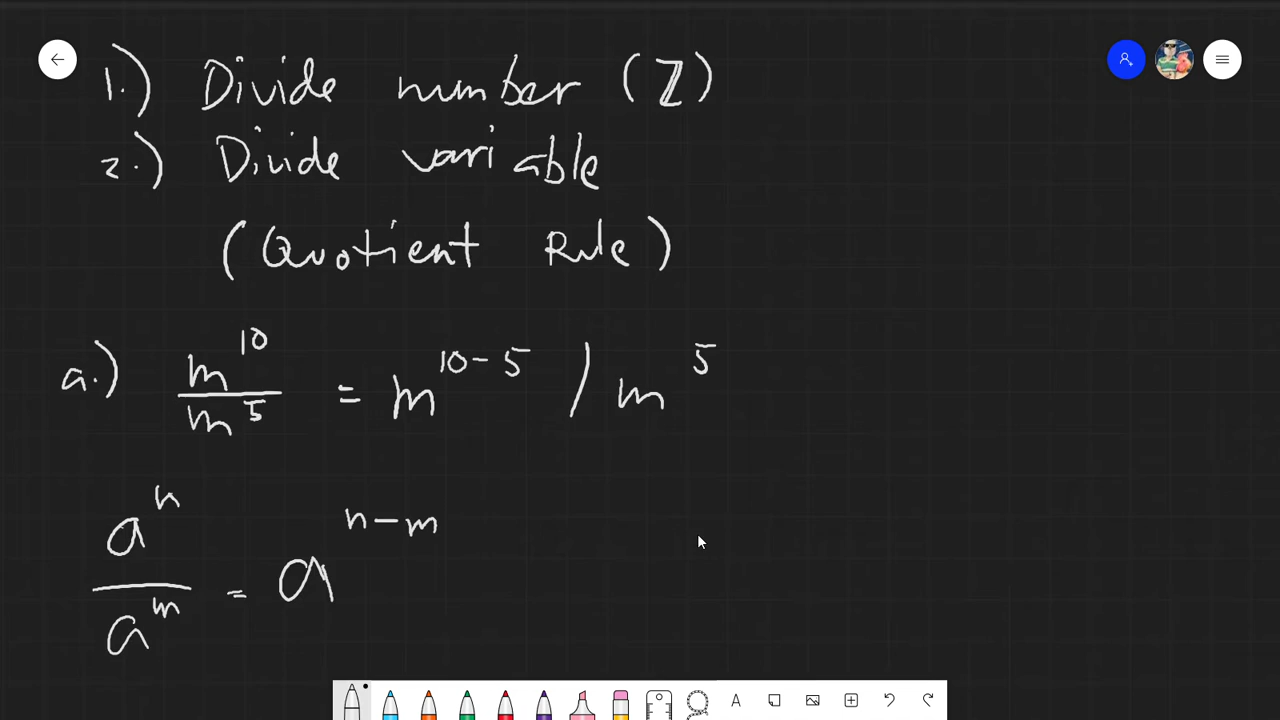 1.) Divide number (ℤ)
2.) Divide variable
(Quotient Rule)
a.) m^10/m^5 = m^(10-5) / m^5
a^n/a^m = a^(n-m)
A